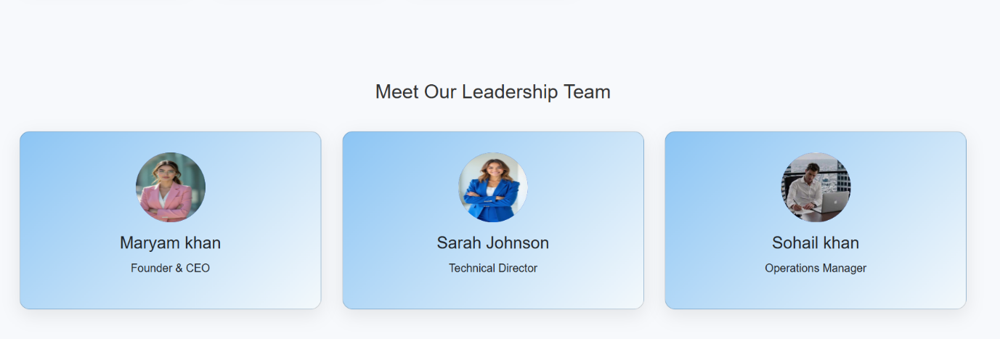 Meet Our Leadership Team
Maryam khan
Founder & CEO
Sarah Johnson
Technical Director
Sohail khan
Operations Manager